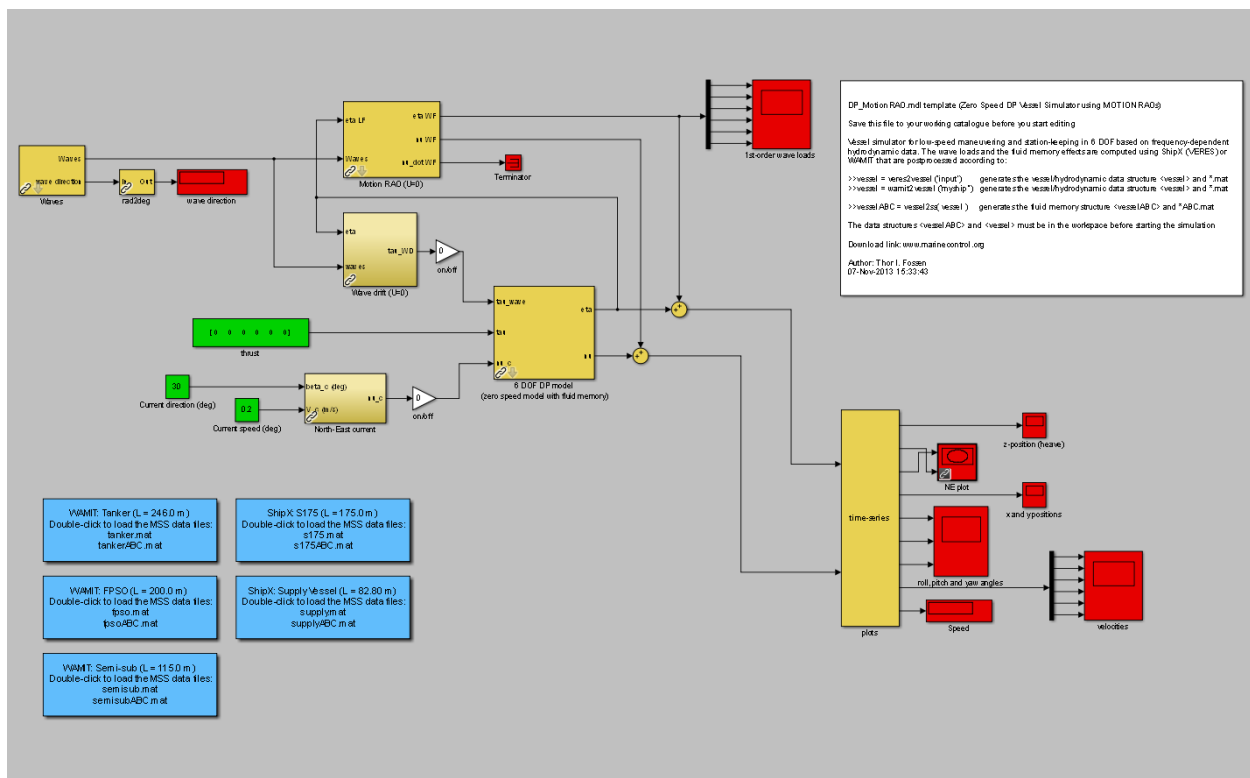 DP_Motion RAO.mdl template (Zero Speed DP Vessel Simulator using MOTION RAOs)
Save this file to your working catalogue before you start editing
Vessel simulator for low-speed maneuvering and station-keeping in 6 DOF based on frequency-dependent
hydrodynamic data. The wave loads and the fluid memory effects are computed using ShipX (VERES) or
WAMIT that are postprocessed according to:
>>vessel = veres2vessel ('input') generates the vessel/hydrodynamic data structure <vessel> and *.mat
>>vessel = wamit2vessel ('myship') generates the vessel/hydrodynamic data structure <vessel> and *.mat
>>vesselABC = vessel2ss( vessel ) generates the fluid memory structure <vesselABC> and *ABC.mat
The data structures <vesselABC> and <vessel> must be in the workspace before starting the simulation
Download link: www.marinecontrol.org
Author: Thor I. Fossen
07-Nov-2013 15:33:43
Waves
wave direction
Waves
In Out
rad2deg
wave direction
eta LF
Waves
eta WF
nu WF
nu_dotWF
Motion RAO (U=0)
Terminator
1st-order wave loads
eta
waves
tau_WD
Wave drift (U=0)
0
on/off
tau_wave
tau
nu_c
eta
nu
6 DOF DP model
(zero speed model with fluid memory)
++
++
[0 0 0 0 0 0]
thrust
30
Current direction (deg)
0.2
Current speed (deg)
beta_c (deg)
V_c (m/s)
nu_c
North-East current
0
on/off
time-series
plots
z-position (heave)
NE plot
x and y positions
roll, pitch and yaw angles
Speed
velocities
WAMIT: Tanker (L = 246.0 m )
Double-click to load the MSS data files:
tanker.mat
tankerABC.mat
ShipX: S175 (L = 175.0 m)
Double-click to load the MSS data files:
s175.mat
s175ABC.mat
WAMIT: FPSO (L = 200.0 m)
Double-click to load the MSS data files:
fpso.mat
fpsoABC.mat
ShipX: Supply Vessel (L = 82.80 m)
Double-click to load the MSS data files:
supply.mat
supplyABC.mat
WAMIT: Semi-sub (L = 115.0 m )
Double-click to load the MSS data files:
semisub.mat
semisubABC.mat